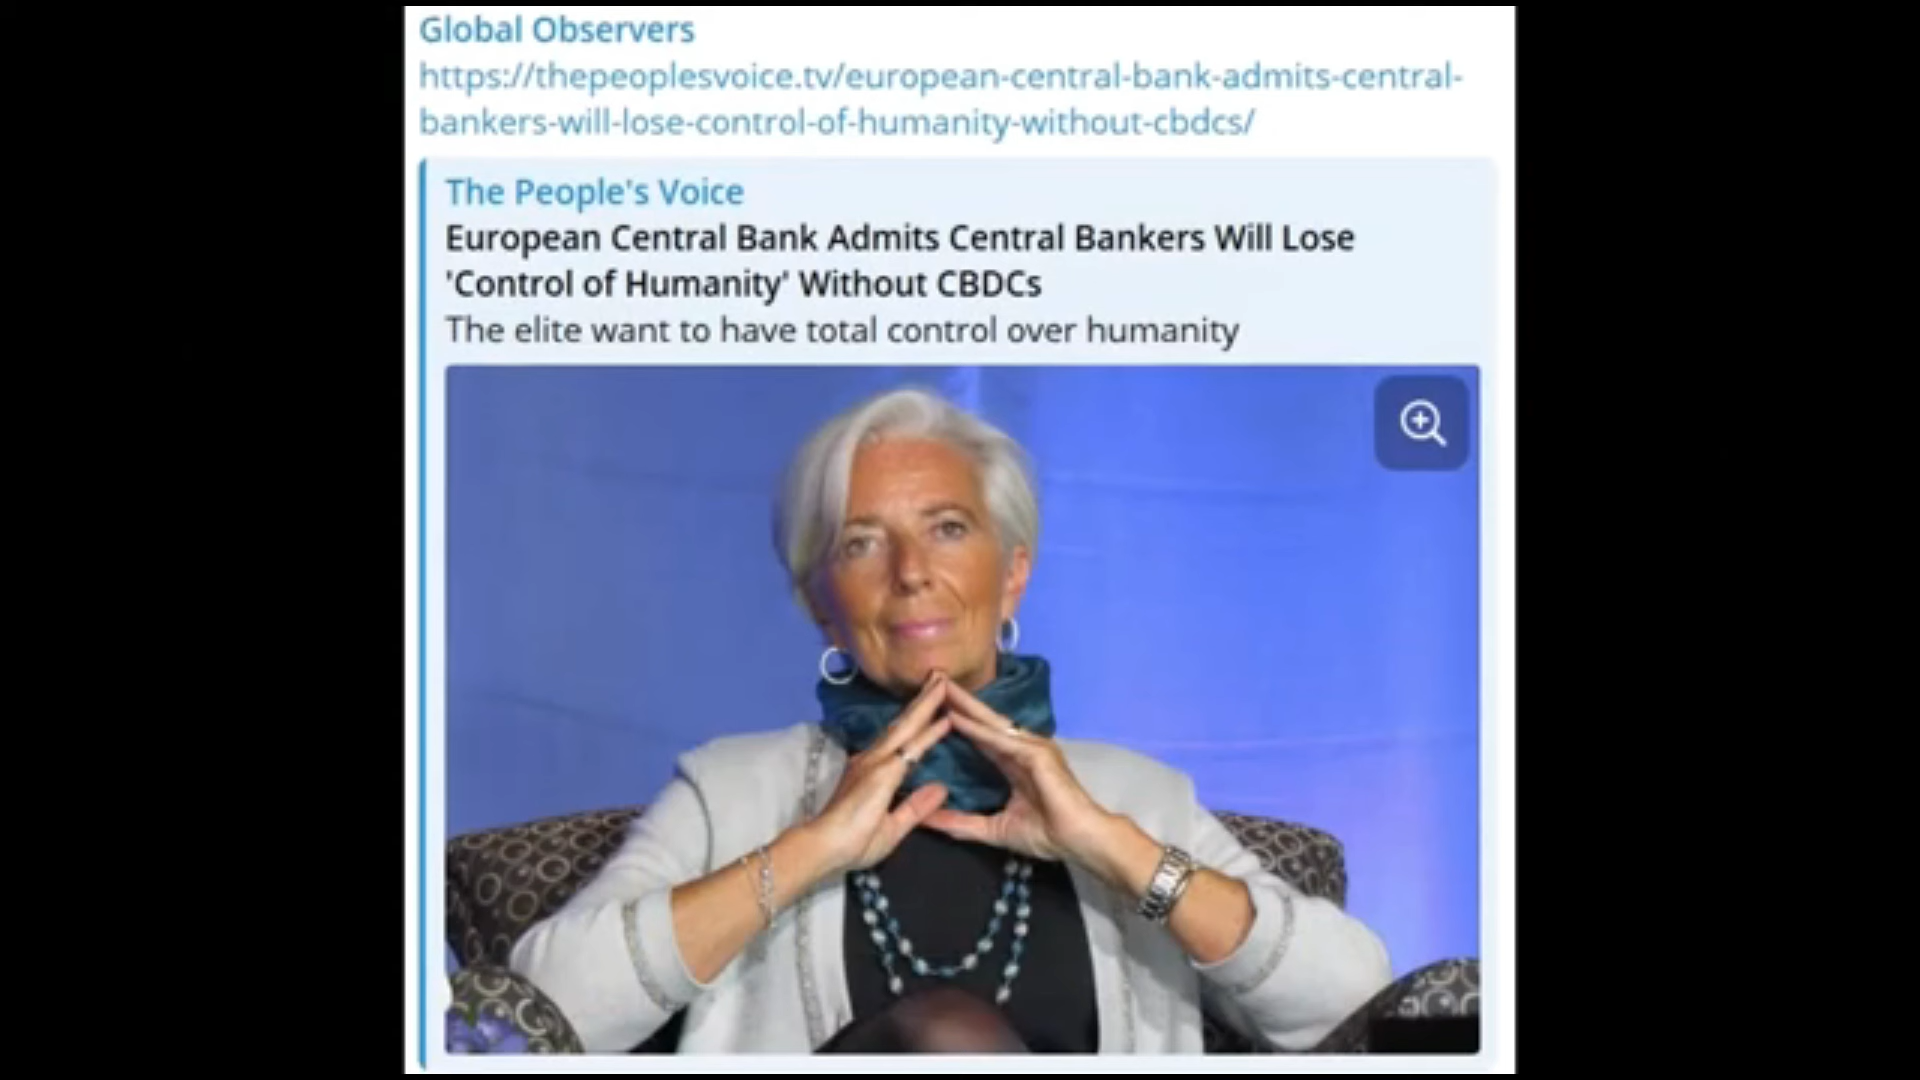 Global Observers
https://thepeoplesvoice.tv/european-central-bank-admits-central-
bankers-will-lose-control-of-humanity-without-cbdcs/
The People's Voice
European Central Bank Admits Central Bankers Will Lose
'Control of Humanity' Without CBDCs
The elite want to have total control over humanity